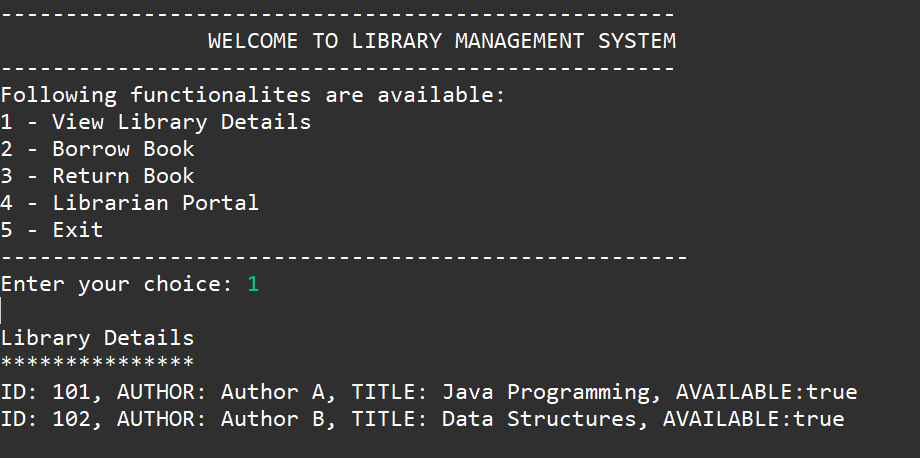 ----------------------------------------------------
WELCOME TO LIBRARY MANAGEMENT SYSTEM
----------------------------------------------------
Following functionalites are available:
1 - View Library Details
2 - Borrow Book
3 - Return Book
4 - Librarian Portal
5 - Exit
-----------------------------------------------------
Enter your choice: 1
Library Details
***************
ID: 101, AUTHOR: Author A, TITLE: Java Programming, AVAILABLE:true
ID: 102, AUTHOR: Author B, TITLE: Data Structures, AVAILABLE:true